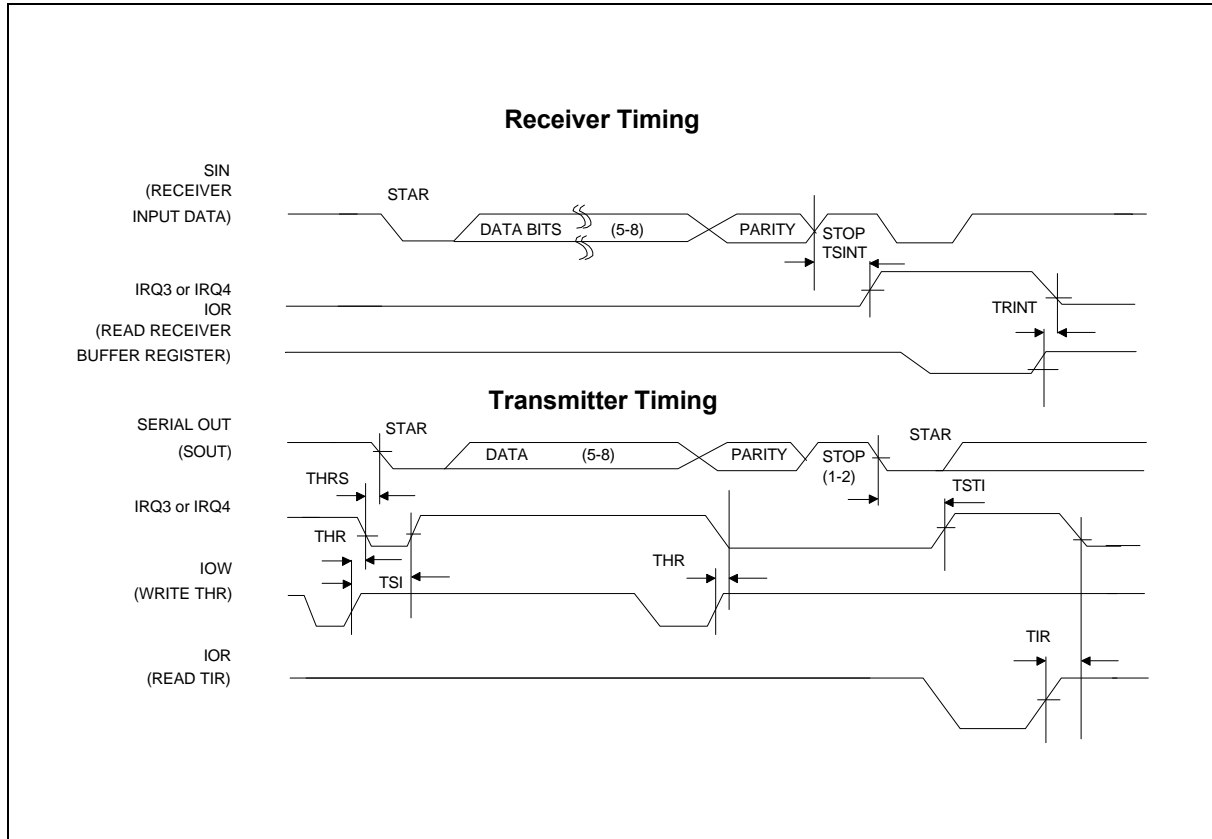 Receiver Timing
SIN
(RECEIVER
INPUT DATA)
STAR
DATA BITS (5-8)
PARITY
STOP
TSINT
IRQ3 or IRQ4
IOR
(READ RECEIVER
BUFFER REGISTER)
TRINT
Transmitter Timing
SERIAL OUT
(SOUT)
STAR
DATA (5-8)
PARITY
STOP
(1-2)
STAR
THRS
IRQ3 or IRQ4
TSTI
THR
THR
IOW
(WRITE THR)
TSI
IOR
(READ TIR)
TIR